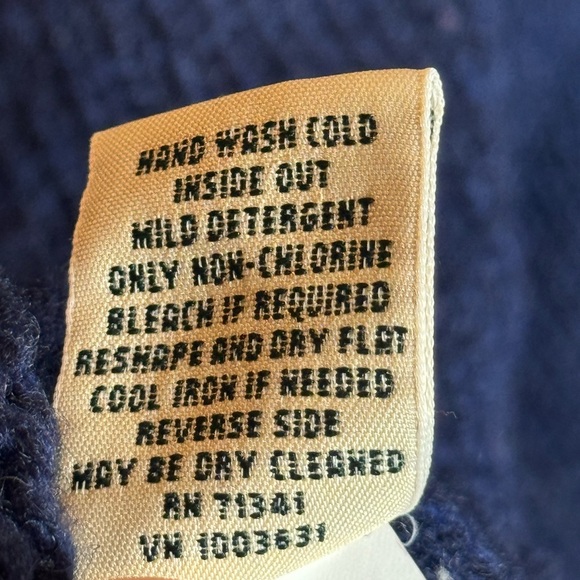 HAND WASH COLD
INSIDE OUT
MILD DETERGENT
ONLY NON-CHLORINE
BLEACH IF REQUIRED
RESHAPE AND DRY FLAT
COOL IRON IF NEEDED
REVERSE SIDE
MAY BE DRY CLEANED
RN 71341
VN 1003631